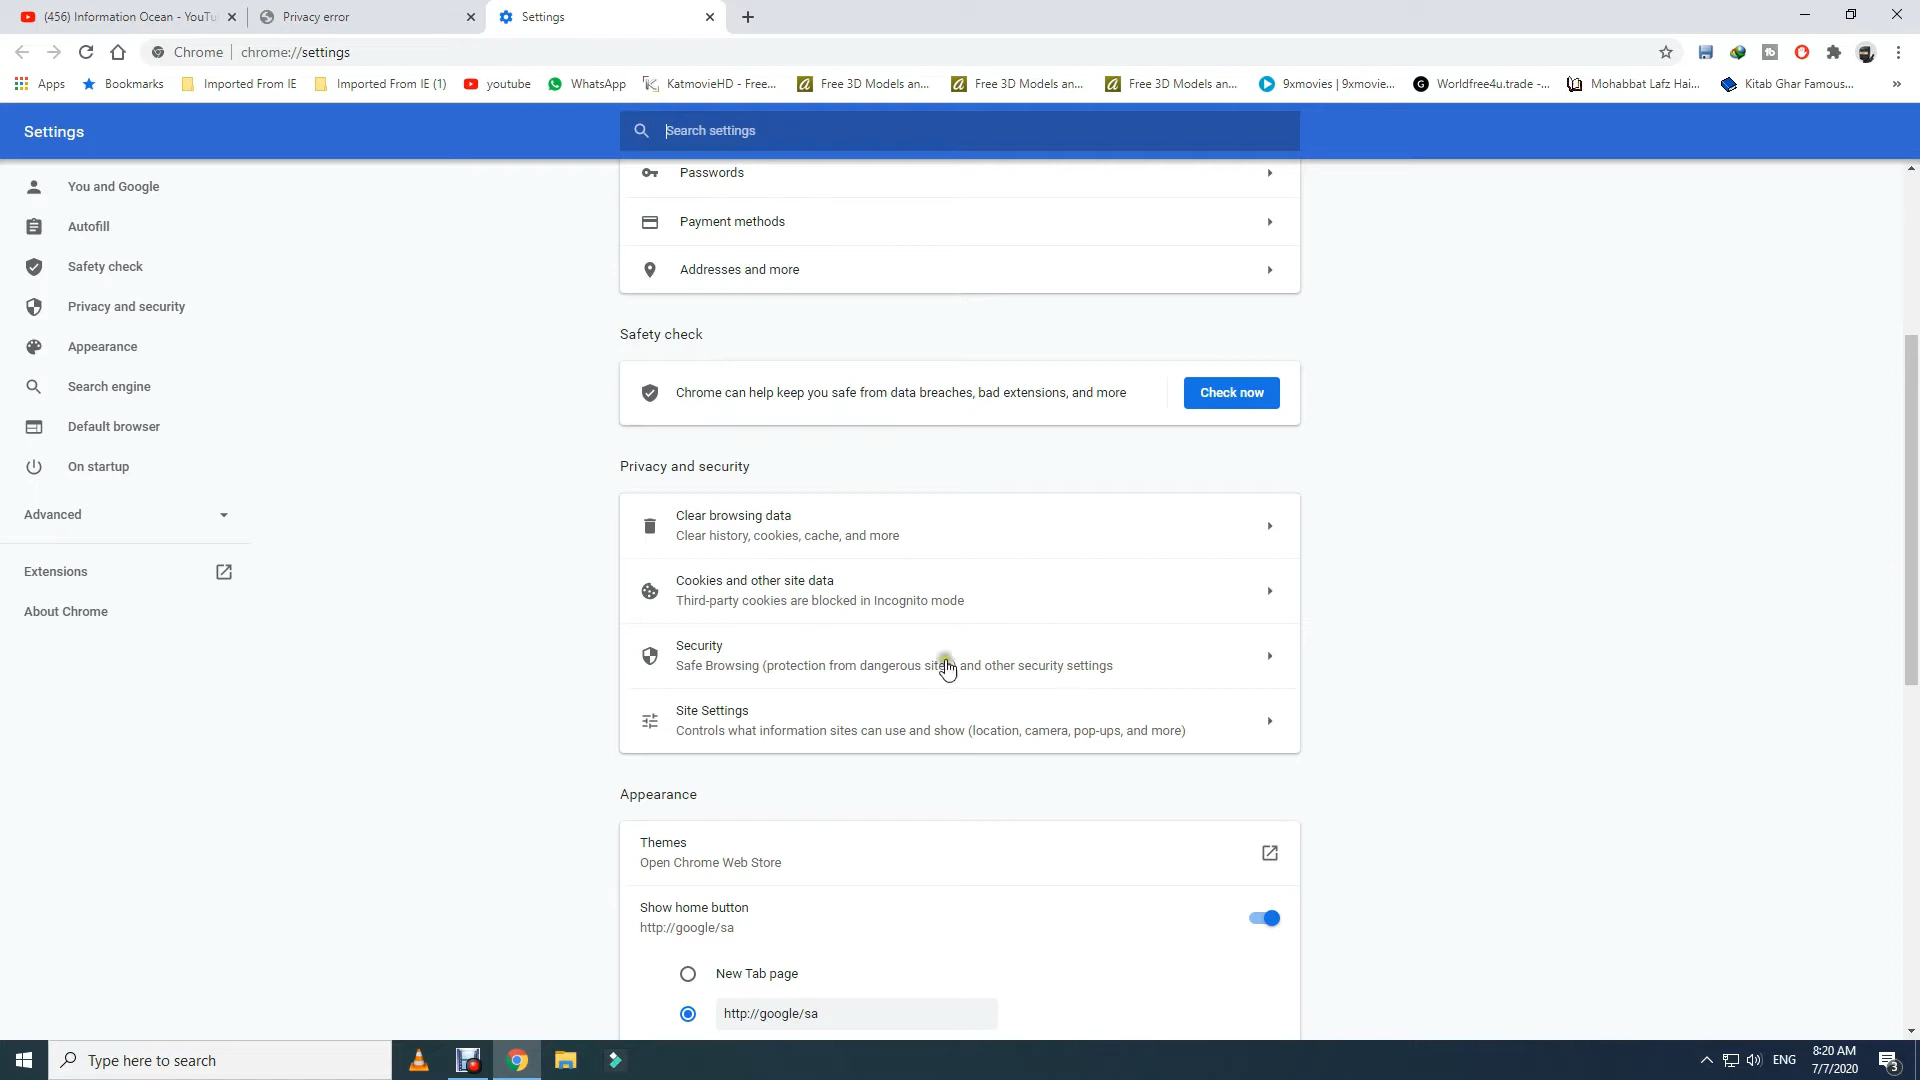 (456) Information Ocean - YouTu
Privacy error
Settings
Chrome
chrome://settings
Apps
Bookmarks
Imported From IE
Imported From IE (1)
youtube
WhatsApp
KatmovieHD - Free...
Free 3D Models an...
Free 3D Models an...
Free 3D Models an...
9xmovies | 9xmovie...
Worldfree4u.trade -...
Mohabbat Lafz Hai...
Kitab Ghar Famous...
Settings
Search settings
You and Google
Autofill
Safety check
Privacy and security
Appearance
Search engine
Default browser
On startup
Advanced
Extensions
About Chrome
Passwords
Payment methods
Addresses and more
Safety check
Chrome can help keep you safe from data breaches, bad extensions, and more
Check now
Privacy and security
Clear browsing data
Clear history, cookies, cache, and more
Cookies and other site data
Third-party cookies are blocked in Incognito mode
Security
Safe Browsing (protection from dangerous sites) and other security settings
Site Settings
Controls what information sites can use and show (location, camera, pop-ups, and more)
Appearance
Themes
Open Chrome Web Store
Show home button
http://google/sa
New Tab page
http://google/sa
Type here to search
ENG
8:20 AM
7/7/2020
3